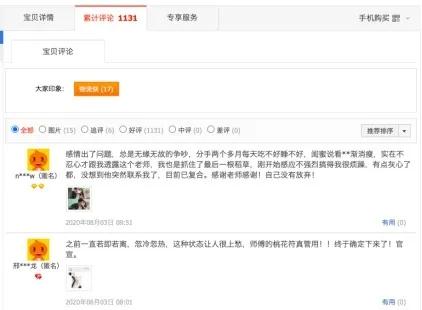 宝贝详情 累计评论 1131 专享服务 手机购买
宝贝评论
大家印象： (17)
全部 图片 (15) 追评 (6) 好评 (1131) 中评 (0) 差评 (0) 推荐排序
感情出了问题，总是无缘无故的争吵，分手两个多月每天吃不好睡不好，闺蜜说看**渐消瘦，实在不
忍心才跟我透露这个老师，我也是抓住了最后一根稻草，刚开始感应不强烈搞得我很烦躁，有点灰心了
都，没想到他突然联系我了，目前已复合。感谢老师感谢！自己没有放弃！
n***w（匿名）
2020年08月03日 08:31 有用 (0)
之前一直若即若离，忽冷忽热，这种状态让人很上愁，师傅的桃花符真管用！！终于确定下来了！官
宣。
邢***龙（匿名）
2020年08月03日 08:01 有用 (0)